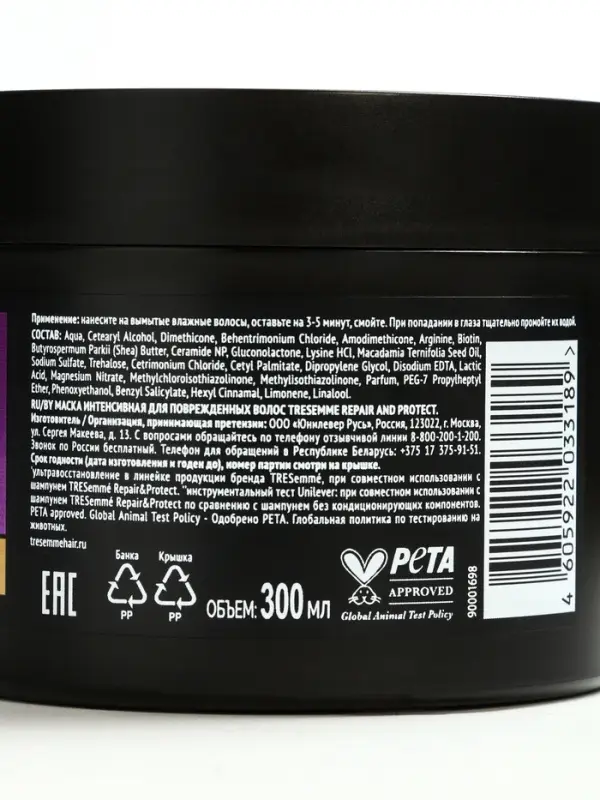 Применение: нанесите на вымытые влажные волосы, оставьте на 3-5 минут, смойте. При попадании в глаза тщательно промойте их водой.
СОСТАВ: Aqua, Cetearyl Alcohol, Dimethicone, Behentrimonium Chloride, Amodimethicone, Arginine, Biotin,
Butyrospermum Parkii (Shea) Butter, Ceramide NP, Gluconolactone, Lysine HCl, Macadamia Ternifolia Seed Oil,
Sodium Sulfate, Trehalose, Cetrimonium Chloride, Cetyl Palmitate, Dipropylene Glycol, Disodium EDTA, Lactic
Acid, Magnesium Nitrate, Methylchloroisothiazolinone, Methylisothiazolinone, Parfum, PEG-7 Propylheptyl
Ether, Phenoxyethanol, Benzyl Salicylate, Hexyl Cinnamal, Limonene, Linalool.
RU/BY МАСКА ИНТЕНСИВНАЯ ДЛЯ ПОВРЕЖДЕННЫХ ВОЛОС TRESEMME REPAIR AND PROTECT.
Изготовитель / Организация, принимающая претензии: ООО «Юнилевер Русь», Россия, 123022, г. Москва,
ул. Сергея Макеева, д. 13. С вопросами обращайтесь по телефону отзывчивой линии 8-800-200-1-200.
Звонок по России бесплатный. Телефон для обращений в Республике Беларусь: +375 17 375-91-51.
Срок годности (дата изготовления и годен до), номер партии смотри на крышке.
*ультравосстановление в линейке продукции бренда TRESemmé, при совместном использовании с
шампунем TRESemmé Repair&Protect. **инструментальный тест Unilever: при совместном использовании с
шампунем TRESemmé Repair&Protect по сравнению с шампунем без кондиционирующих компонентов.
PETA approved. Global Animal Test Policy - Одобрено PETA. Глобальная политика по тестированию на
животных.
tresemmehair.ru
EAC
Банка
PP
Крышка
PP
ОБЪЕМ: 300 МЛ
PETA
APPROVED
Global Animal Test Policy
90001698
4 605922 033189 >